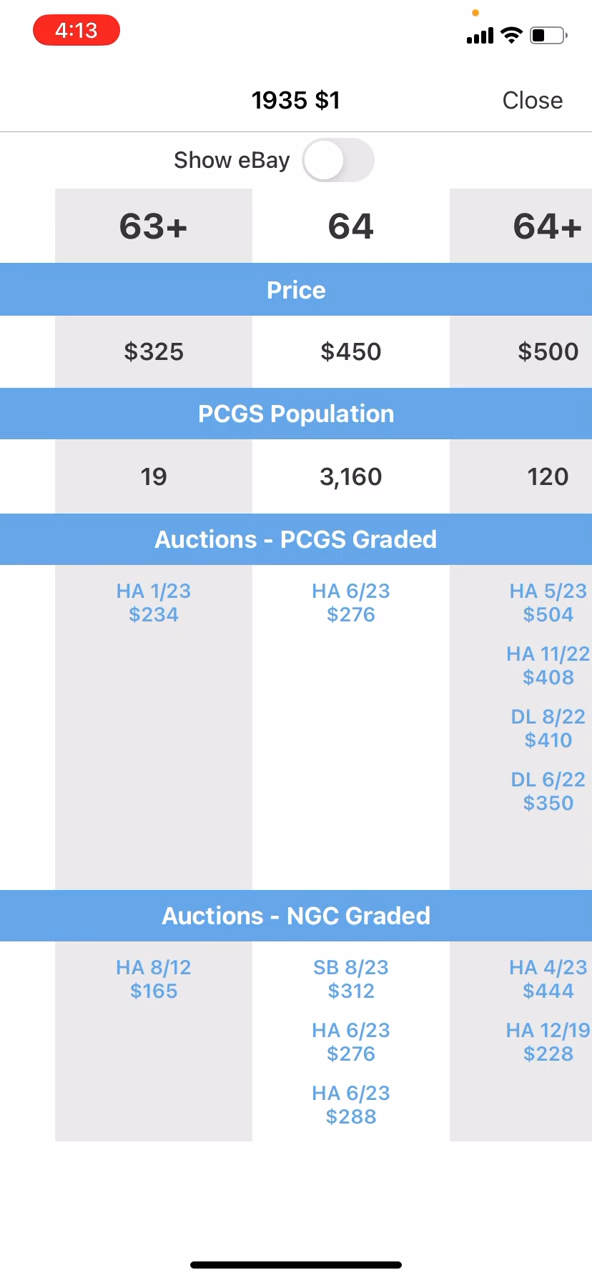 4:13
1935 $1
Close
Show eBay
63+ 64 64+
Price
$325 $450 $500
PCGS Population
19 3,160 120
Auctions - PCGS Graded
HA 1/23 HA 6/23 HA 5/23
$234 $276 $504
HA 11/22
$408
DL 8/22
$410
DL 6/22
$350
Auctions - NGC Graded
HA 8/12 SB 8/23 HA 4/23
$165 $312 $444
HA 6/23 HA 12/19
$276 $228
HA 6/23
$288